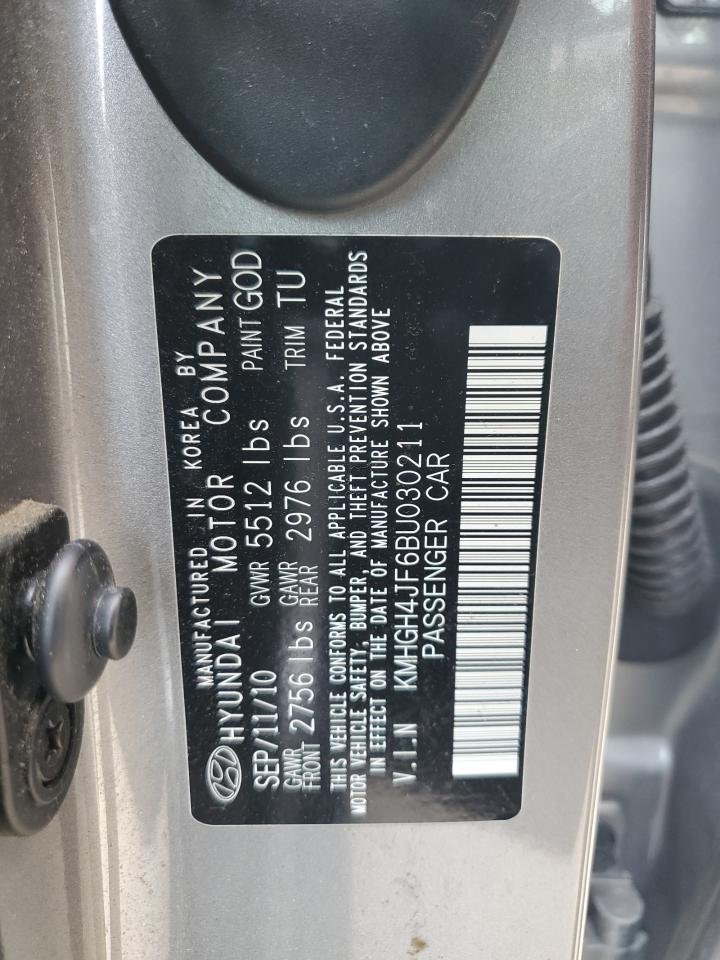 MANUFACTURED IN KOREA BY
HYUNDAI MOTOR COMPANY
SEP/11/10 GVWR 5512 lbs PAINT GOD
GAWR FRONT 2756 lbs GAWR REAR 2976 lbs TRIM TU
THIS VEHICLE CONFORMS TO ALL APPLICABLE U.S.A. FEDERAL
MOTOR VEHICLE SAFETY, BUMPER, AND THEFT PREVENTION STANDARDS
IN EFFECT ON THE DATE OF MANUFACTURE SHOWN ABOVE
V.I.N KMHGH4JF6BU030211
PASSENGER CAR